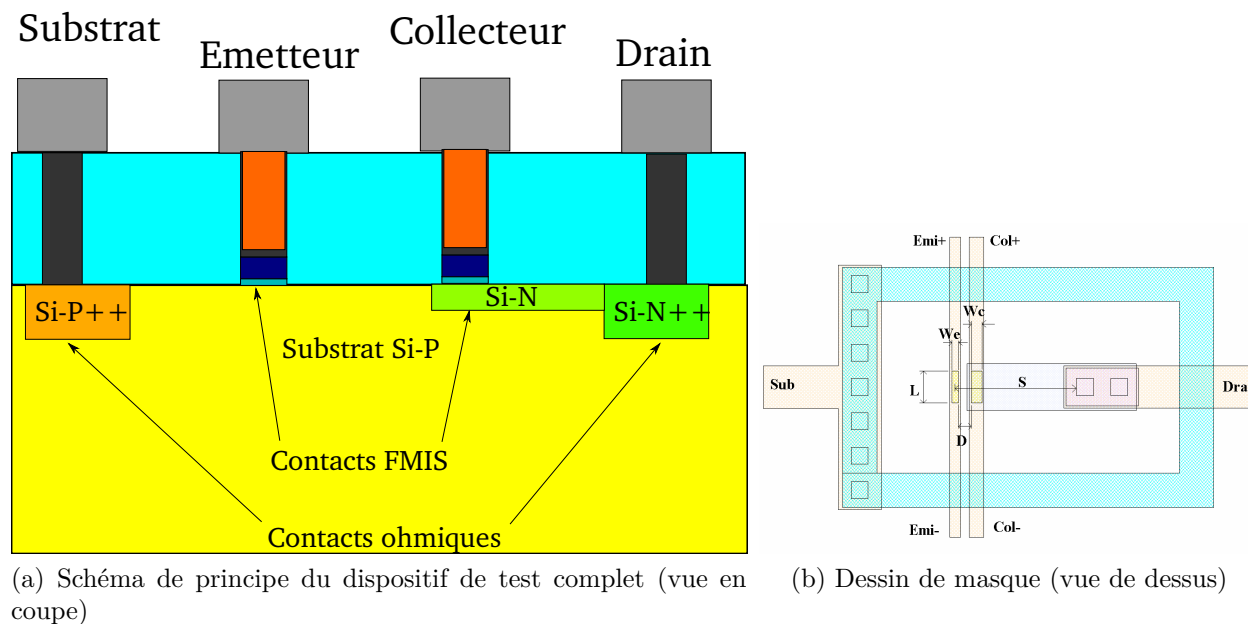 Substrat
Emetteur
Collecteur
Drain
Si-P++
Si-N
Si-N++
Substrat Si-P
Contacts FMIS
Contacts ohmiques
(a) Schéma de principe du dispositif de test complet (vue en
coupe)
Emi+
Col+
We
Wc
Sub
L
S
Dra
D
Emi-
Col-
(b) Dessin de masque (vue de dessus)